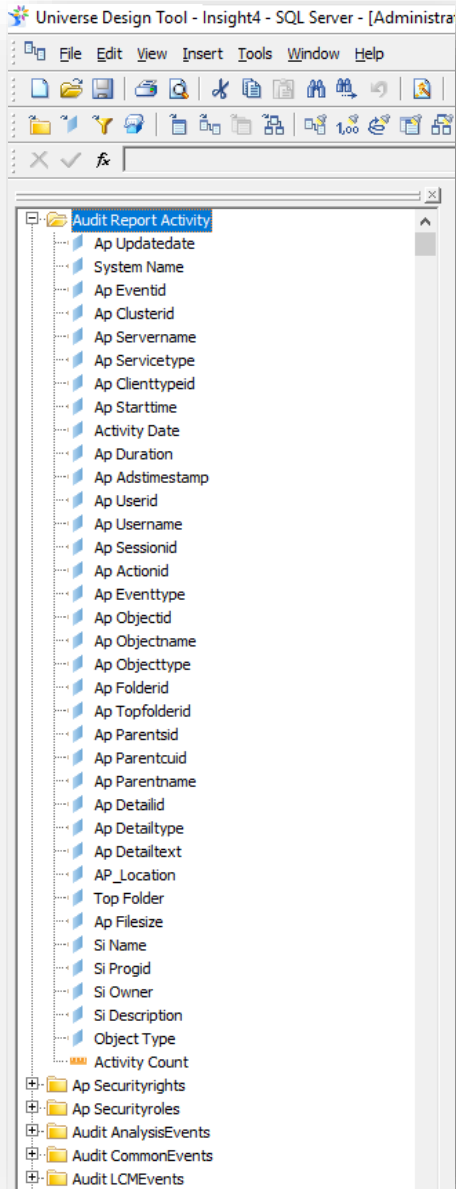 Universe Design Tool - Insight4 - SQL Server - [Administra
File Edit View Insert Tools Window Help
1,00
fx
Audit Report Activity
Ap Updatedate
System Name
Ap Eventid
Ap Clusterid
Ap Servername
Ap Servicetype
Ap Clienttypeid
Ap Starttime
Activity Date
Ap Duration
Ap Adstimestamp
Ap Userid
Ap Username
Ap Sessionid
Ap Actionid
Ap Eventtype
Ap Objectid
Ap Objectname
Ap Objecttype
Ap Folderid
Ap Topfolderid
Ap Parentsid
Ap Parentcuid
Ap Parentname
Ap Detailid
Ap Detailtype
Ap Detailtext
AP_Location
Top Folder
Ap Filesize
Si Name
Si Progid
Si Owner
Si Description
Object Type
Activity Count
Ap Securityrights
Ap Securityroles
Audit AnalysisEvents
Audit CommonEvents
Audit LCMEvents